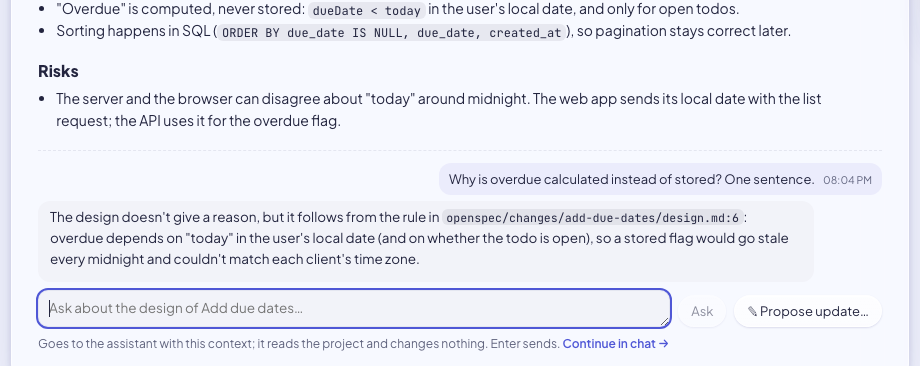 • "Overdue" is computed, never stored: dueDate < today in the user's local date, and only for open todos.
• Sorting happens in SQL (ORDER BY due_date IS NULL, due_date, created_at), so pagination stays correct later.
Risks
• The server and the browser can disagree about "today" around midnight. The web app sends its local date with the list
request; the API uses it for the overdue flag.
Why is overdue calculated instead of stored? One sentence. 08:04 PM
The design doesn't give a reason, but it follows from the rule in openspec/changes/add-due-dates/design.md:6:
overdue depends on "today" in the user's local date (and on whether the todo is open), so a stored flag would go stale
every midnight and couldn't match each client's time zone.
Ask about the design of Add due dates...
Ask
✎ Propose update...
Goes to the assistant with this context; it reads the project and changes nothing. Enter sends. Continue in chat →